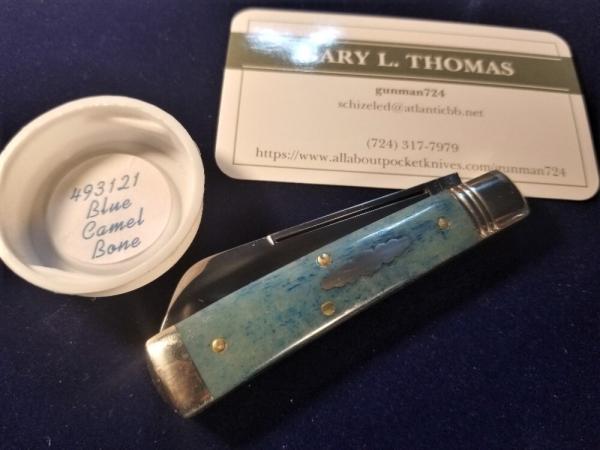 ARY L. THOMAS
gunman724
schizeled@atlanticbb.net
(724) 317-7979
https://www.allaboutpocketknives.com/gunman724
493121
Blue
Camel
Bone